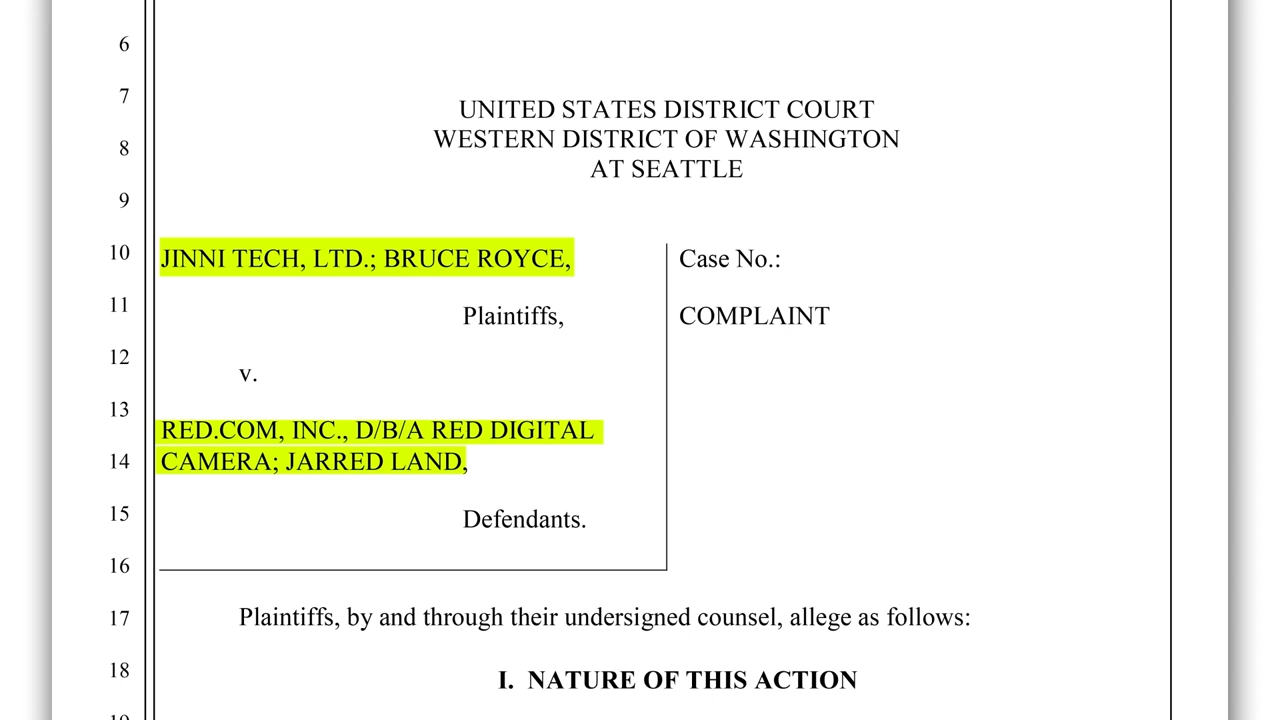 6
7
UNITED STATES DISTRICT COURT
8
WESTERN DISTRICT OF WASHINGTON
AT SEATTLE
9
10
JINNI TECH, LTD.; BRUCE ROYCE,
Case No.:
11
Plaintiffs,
COMPLAINT
12
v.
13
RED.COM, INC., D/B/A RED DIGITAL
14
CAMERA; JARRED LAND,
15
Defendants.
16
17
Plaintiffs, by and through their undersigned counsel, allege as follows:
18
I. NATURE OF THIS ACTION